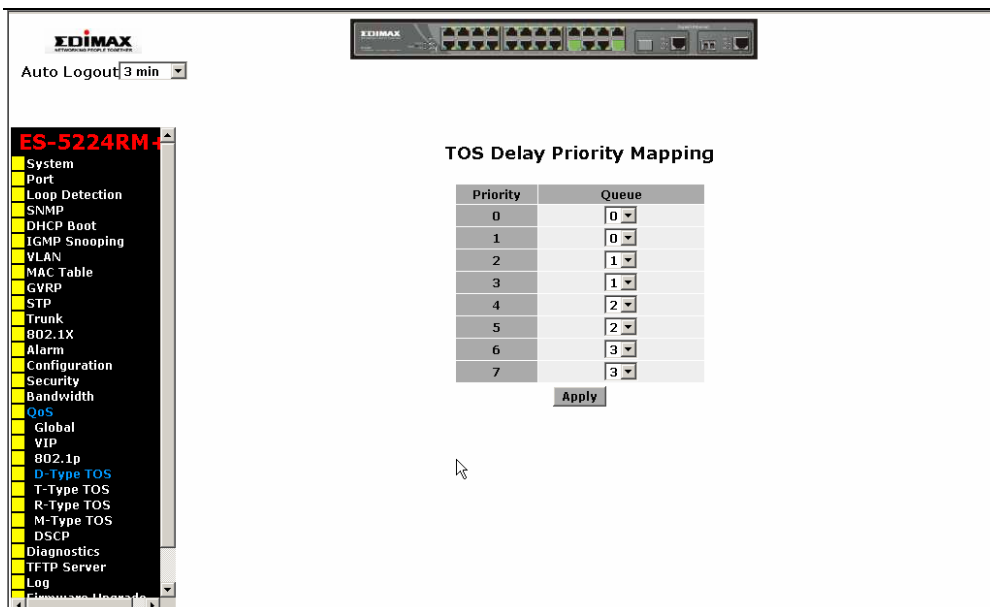 EDIMAX
NETWORKING PEOPLE TOGETHER
EDIMAX
Auto Logout 3 min
ES-5224RM+
System
Port
Loop Detection
SNMP
DHCP Boot
IGMP Snooping
VLAN
MAC Table
GVRP
STP
Trunk
802.1X
Alarm
Configuration
Security
Bandwidth
QoS
Global
VIP
802.1p
D-Type TOS
T-Type TOS
R-Type TOS
M-Type TOS
DSCP
Diagnostics
TFTP Server
Log
Firmware Upgrade
TOS Delay Priority Mapping
Priority Queue
0 0
1 0
2 1
3 1
4 2
5 2
6 3
7 3
Apply